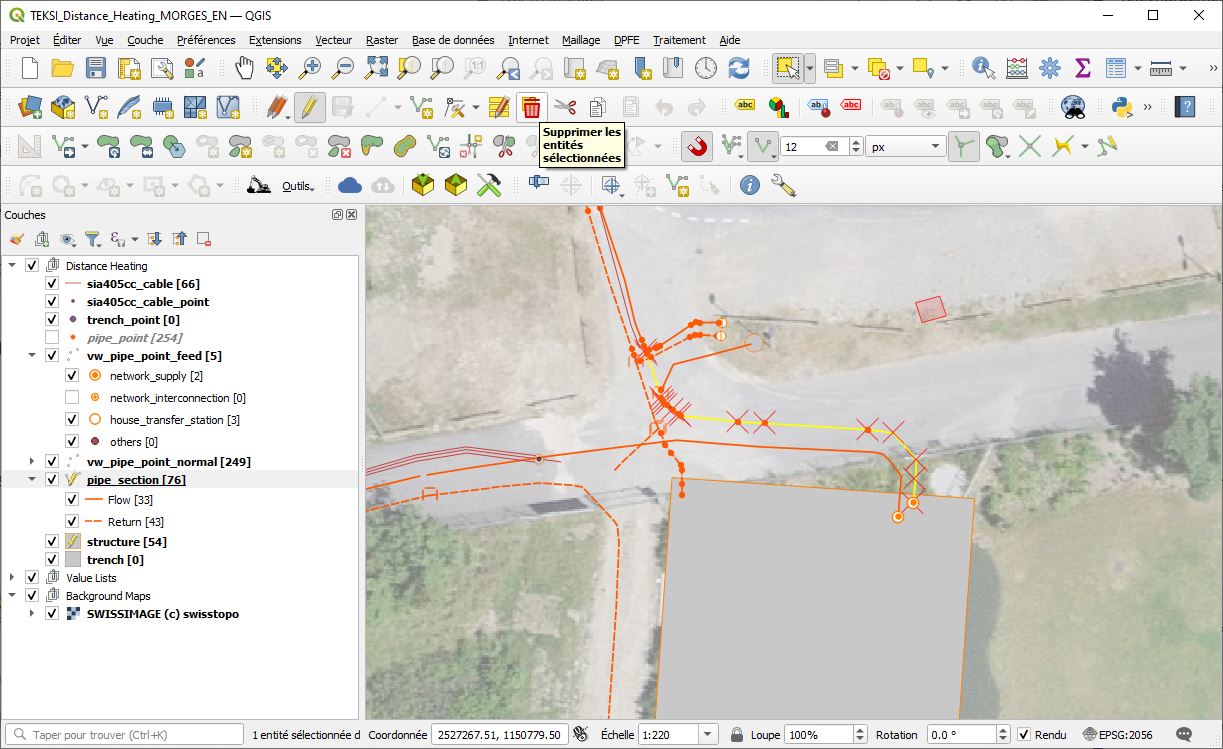 TEKSI_Distance_Heating_MORGES_EN — QGIS
Projet Éditer Vue Couche Préférences Extensions Vecteur Raster Base de données Internet Maillage DPFE Traitement Aide
abc abc abc
Supprimer les
entités
sélectionnées
12 px
Outils
Couches
Distance Heating
sia405cc_cable [66]
sia405cc_cable_point
trench_point [0]
pipe_point [254]
vw_pipe_point_feed [5]
network_supply [2]
network_interconnection [0]
house_transfer_station [3]
others [0]
vw_pipe_point_normal [249]
pipe_section [76]
Flow [33]
Return [43]
structure [54]
trench [0]
Value Lists
Background Maps
SWISSIMAGE (c) swisstopo
Taper pour trouver (Ctrl+K) 1 entité sélectionnée d Coordonnée 2527267.51, 1150779.50 Échelle 1:220 Loupe 100% Rotation 0.0 ° Rendu EPSG:2056